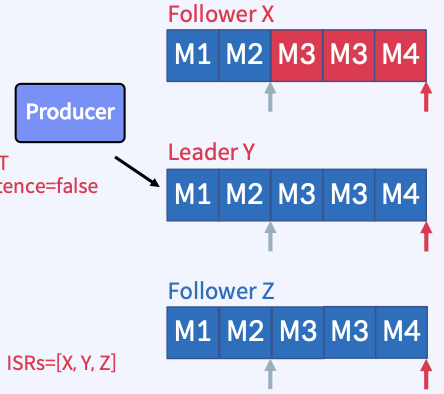 Follower X
M1 M2 M3 M3 M4
Producer
T
tence=false
Leader Y
M1 M2 M3 M3 M4
Follower Z
M1 M2 M3 M3 M4
ISRs=[X, Y, Z]